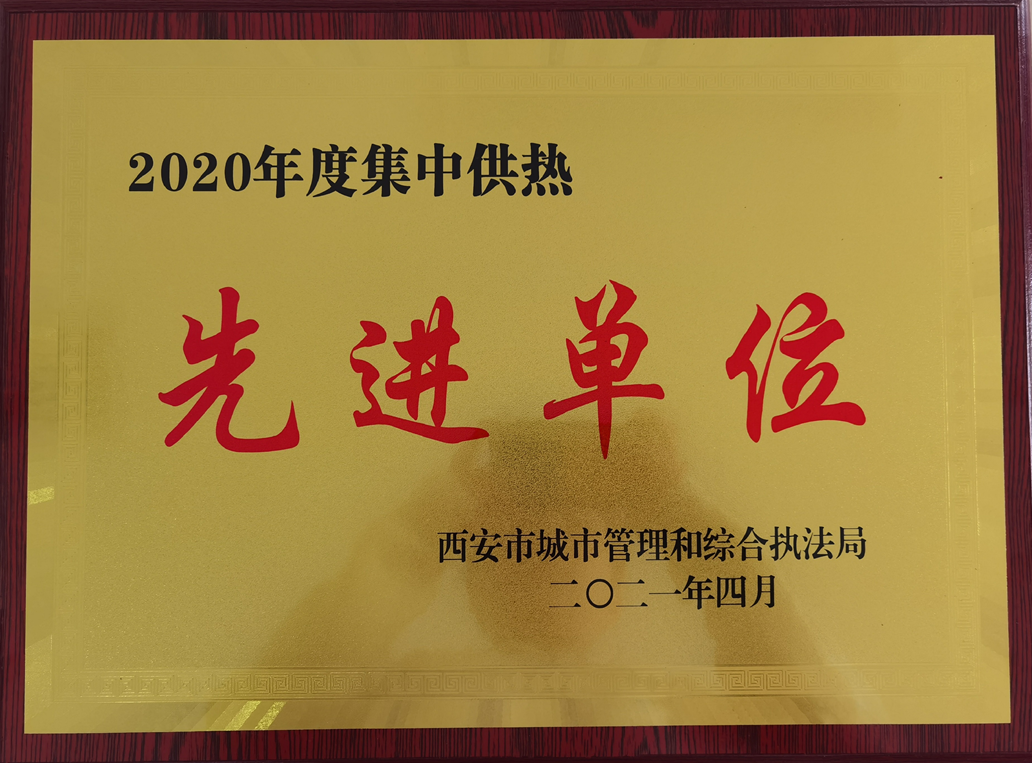 2020年度集中供热
先进单位
西安市城市管理和综合执法局
二〇二一年四月